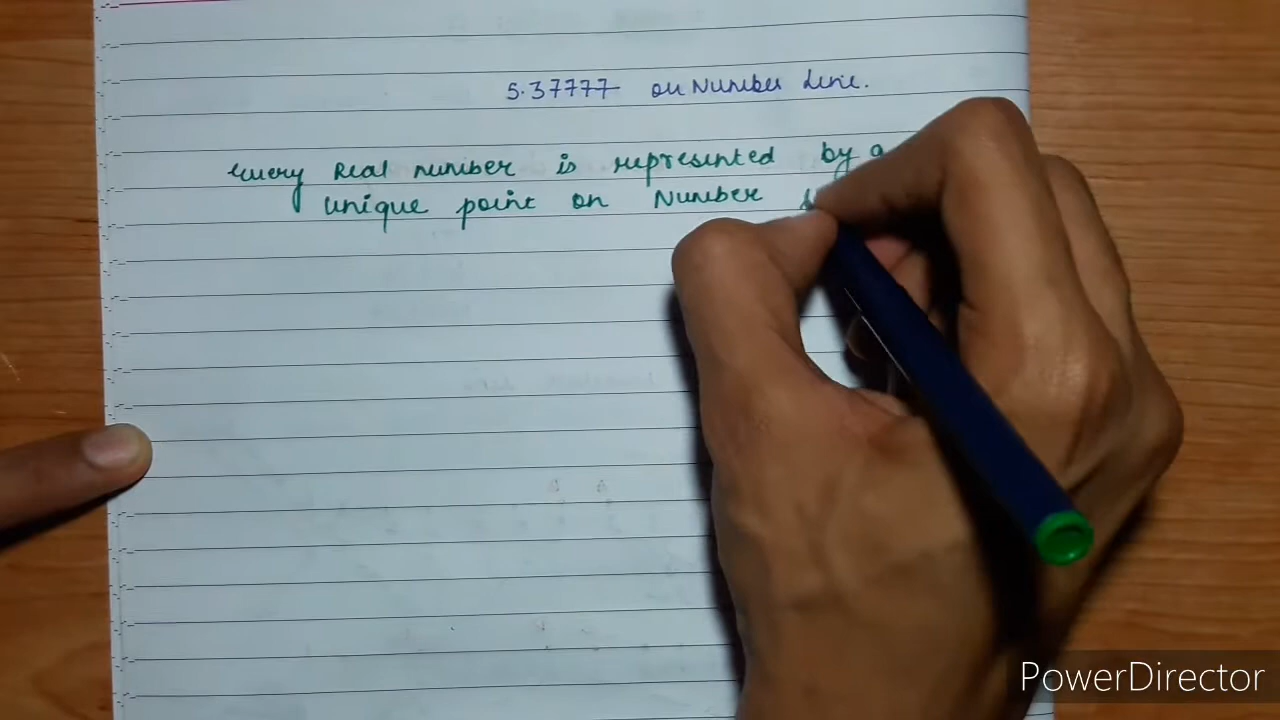 5.37777 on Number Line.
Every Real number is represented by a
unique point on Number
PowerDirector